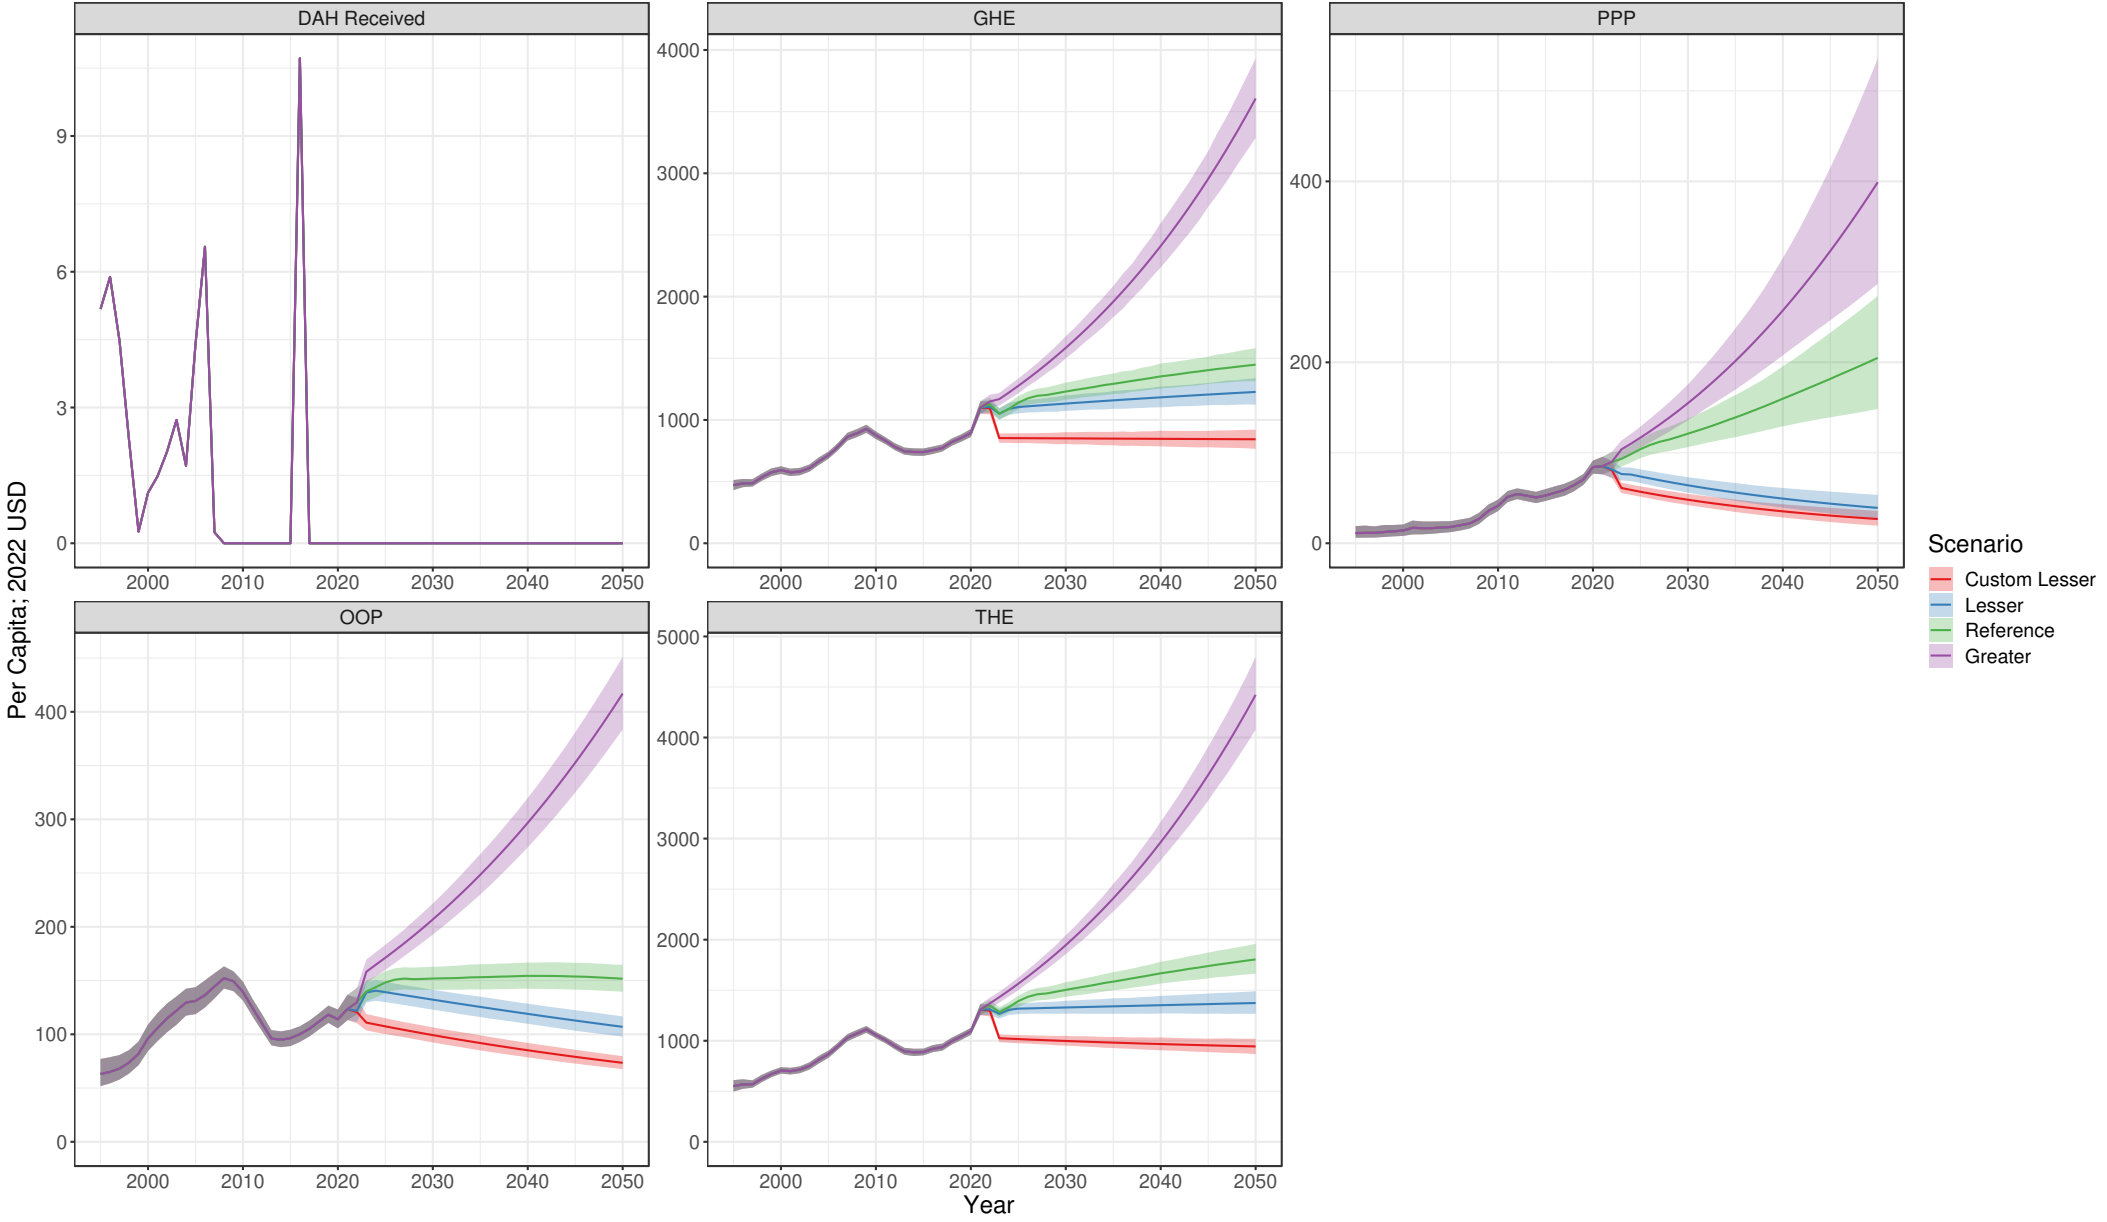 DAH Received
GHE
PPP
9
6
3
0
4000
3000
2000
1000
0
400
200
0
2000 2010 2020 2030 2040 2050
2000 2010 2020 2030 2040 2050
2000 2010 2020 2030 2040 2050
Per Capita; 2022 USD
OOP
THE
400
300
200
100
0
5000
4000
3000
2000
1000
0
2000 2010 2020 2030 2040 2050
2000 2010 2020 2030 2040 2050
Year
Scenario
Custom Lesser
Lesser
Reference
Greater